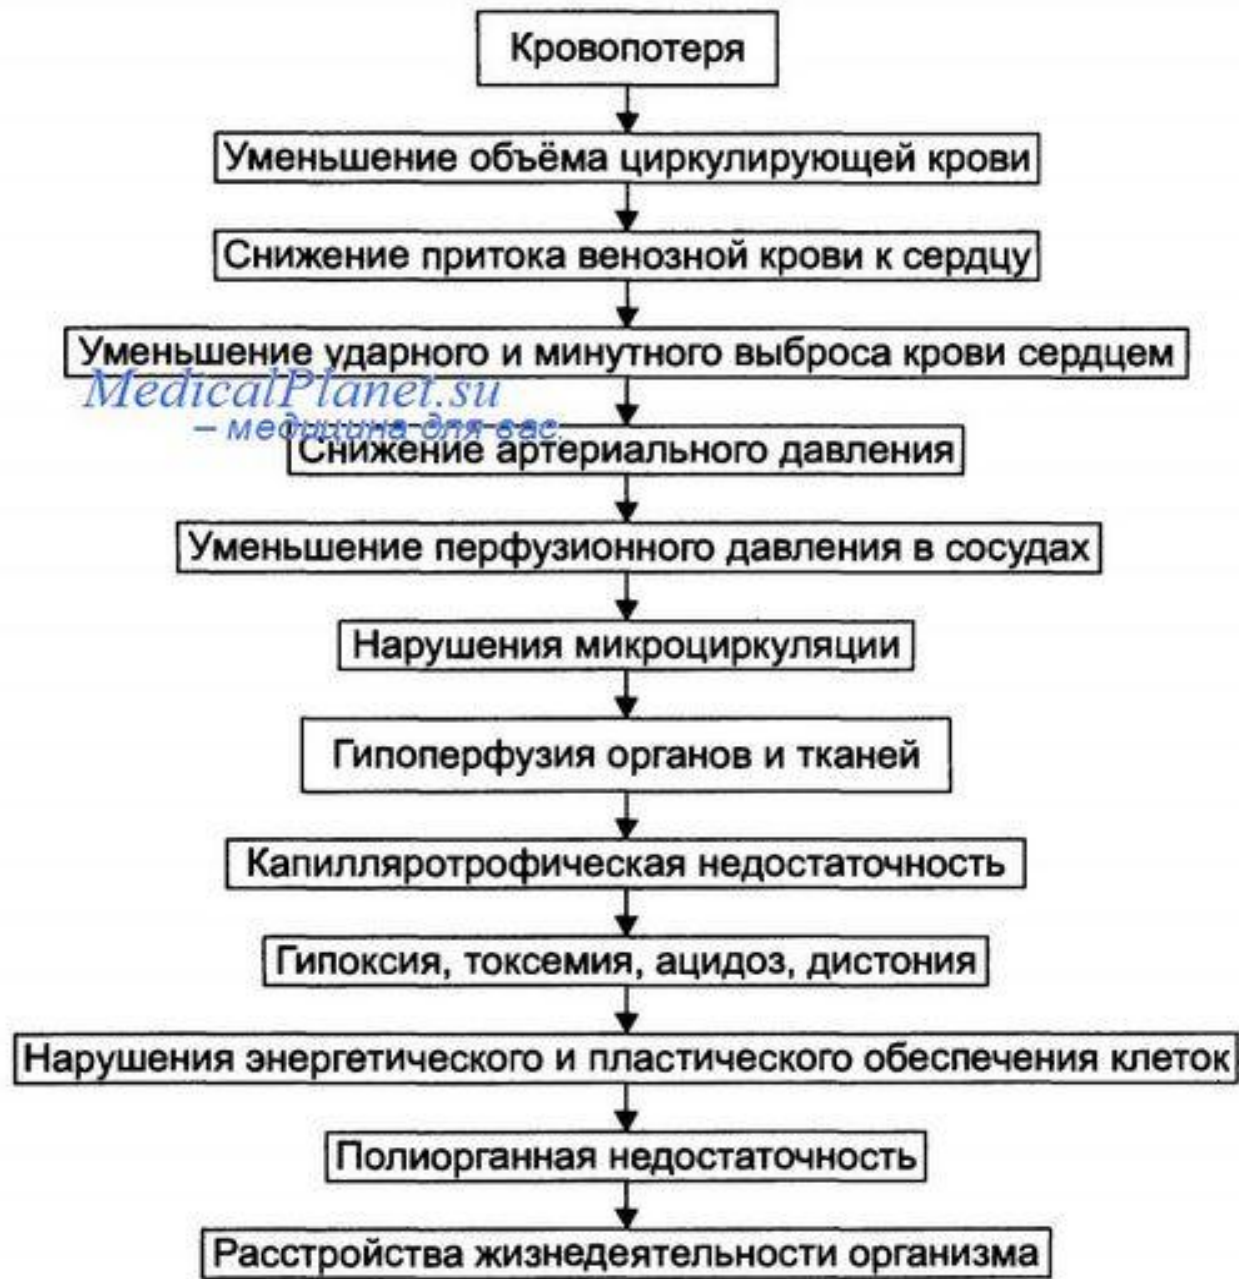 Кровопотеря
Уменьшение объёма циркулирующей крови
Снижение притока венозной крови к сердцу
Уменьшение ударного и минутного выброса крови сердцем
MedicalPlanet.su
– медицина для вас.
Снижение артериального давления
Уменьшение перфузионного давления в сосудах
Нарушения микроциркуляции
Гипоперфузия органов и тканей
Капилляротрофическая недостаточность
Гипоксия, токсемия, ацидоз, дистония
Нарушения энергетического и пластического обеспечения клеток
Полиорганная недостаточность
Расстройства жизнедеятельности организма